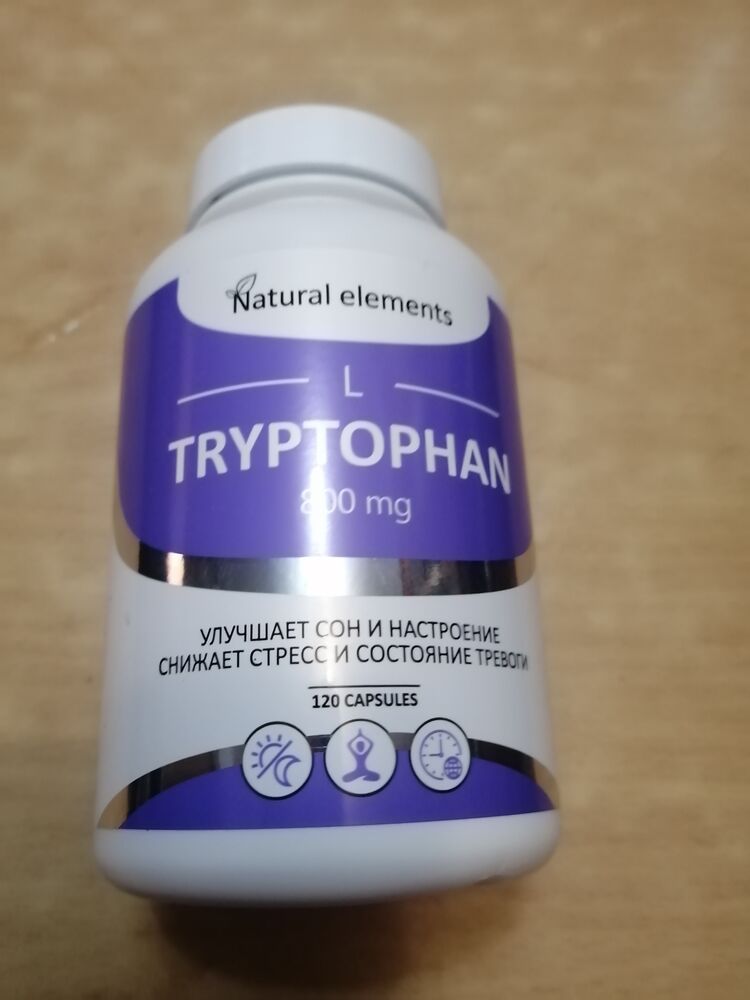 Natural elements
L
TRYPTOPHAN
800 mg
УЛУЧШАЕТ СОН И НАСТРОЕНИЕ
СНИЖАЕТ СТРЕСС И СОСТОЯНИЕ ТРЕВОГИ
120 CAPSULES